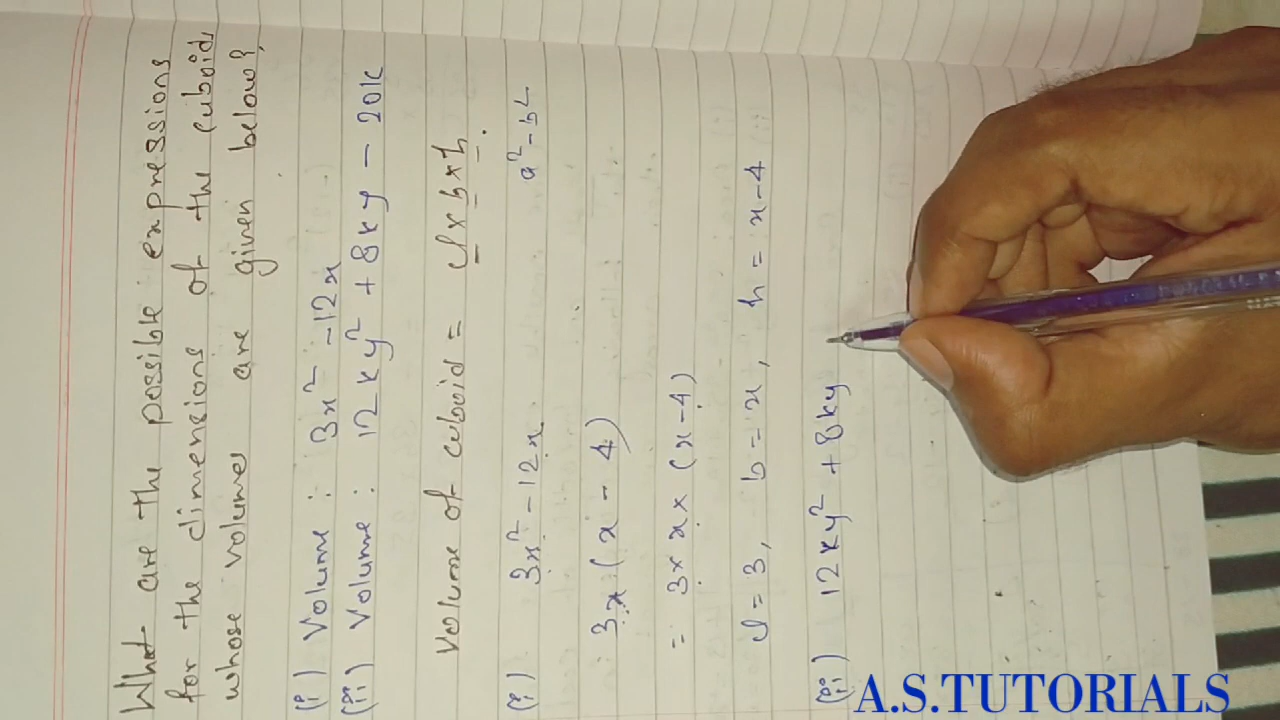 What are the possible expressions
for the dimensions of the cuboid
whose volumes are given below?
(i) Volume : 3x² - 12x
(ii) Volume : 12ky² + 8ky - 20k
Volume of cuboid = l x b x h.
(i) 3x² - 12x a² - b²
3x(x - 4)
= 3 x x x (x - 4)
l = 3, b = x, h = x - 4
(ii) 12ky² + 8ky
A.S.TUTORIALS